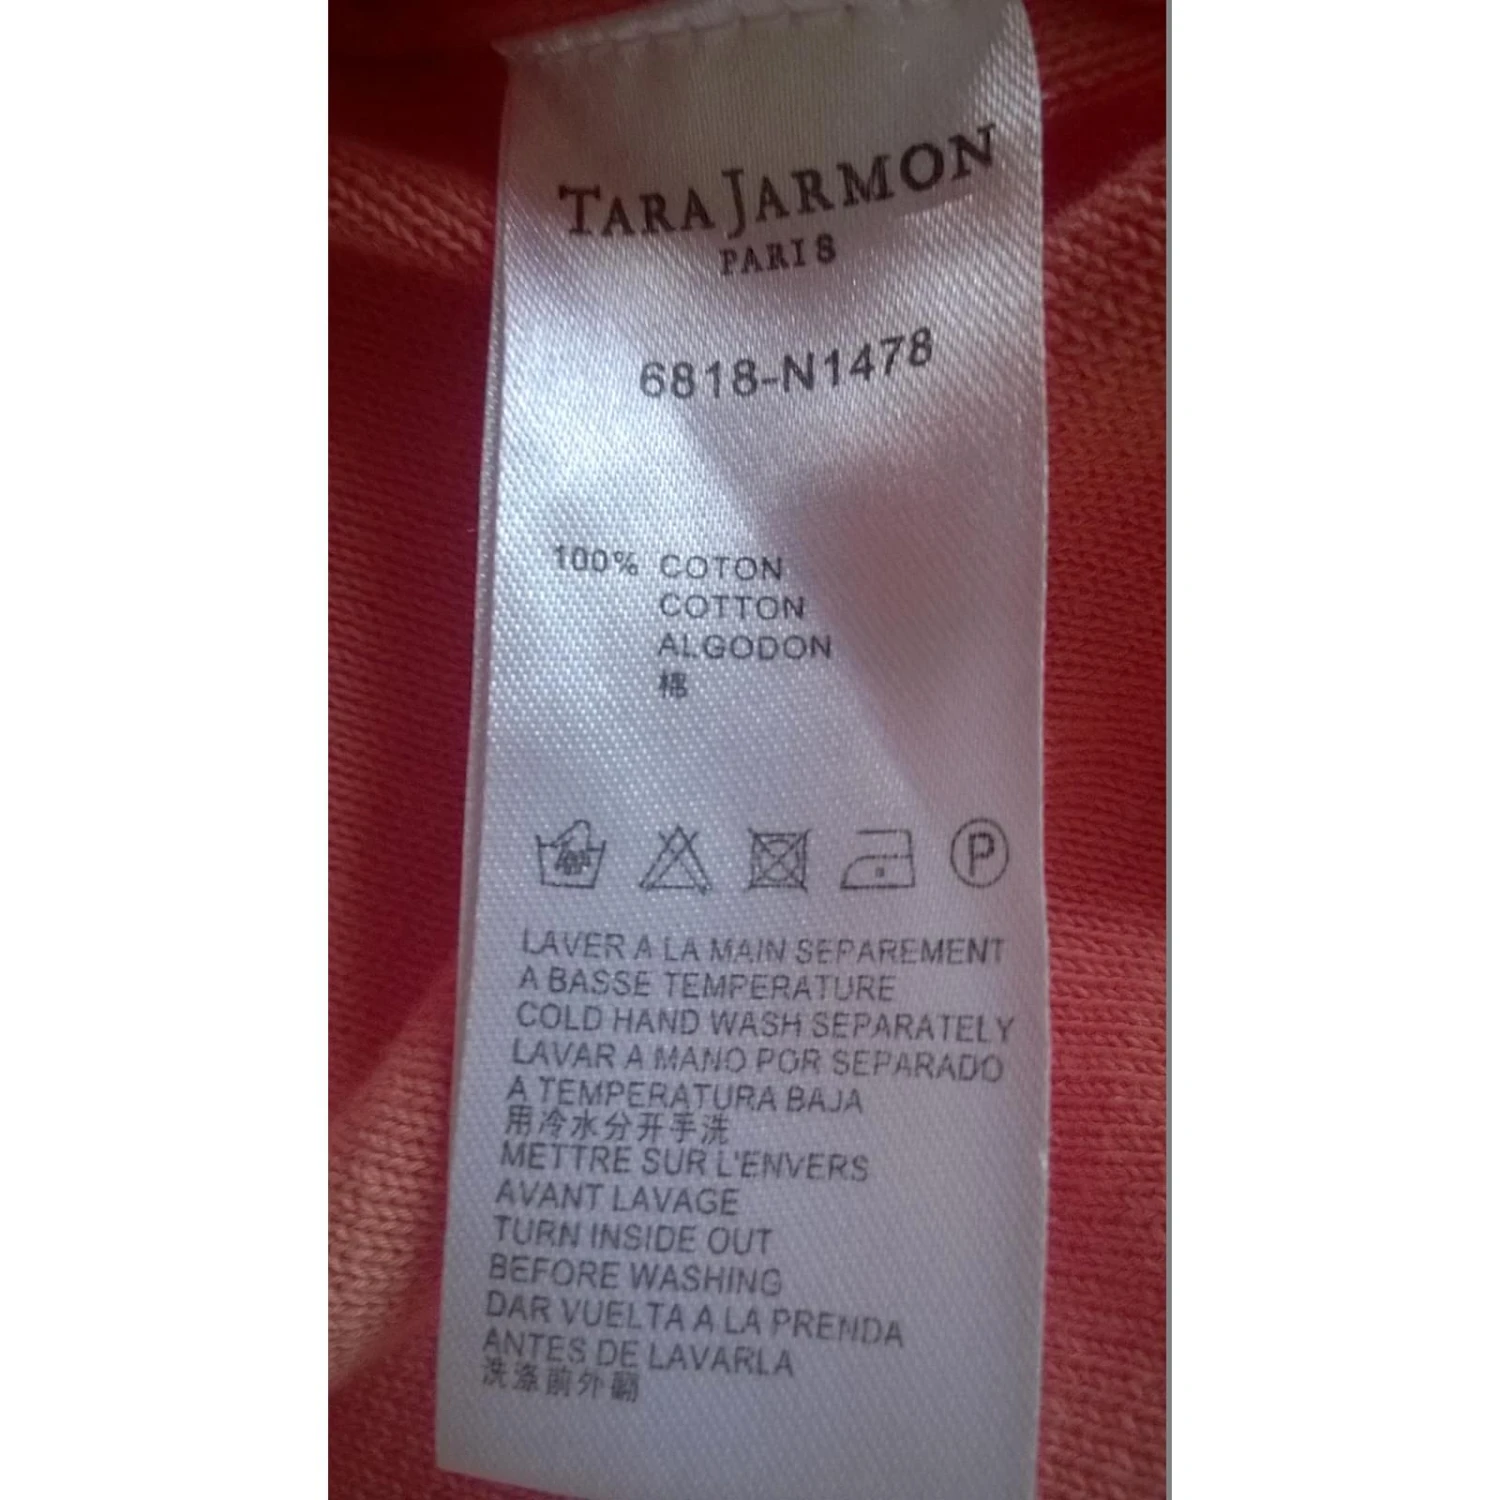 TARA JARMON
PARIS
6818-N1478
100% COTON
COTTON
ALGODON
棉
P
LAVER A LA MAIN SEPAREMENT
A BASSE TEMPERATURE
COLD HAND WASH SEPARATELY
LAVAR A MANO POR SEPARADO
A TEMPERATURA BAJA
用冷水分开手洗
METTRE SUR L'ENVERS
AVANT LAVAGE
TURN INSIDE OUT
BEFORE WASHING
DAR VUELTA A LA PRENDA
ANTES DE LAVARLA
洗涤前外翻